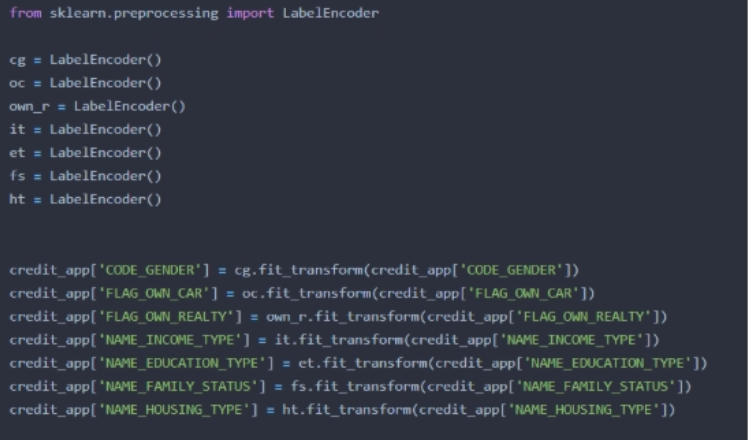 from sklearn.preprocessing import LabelEncoder
cg = LabelEncoder()
oc = LabelEncoder()
own_r = LabelEncoder()
it = LabelEncoder()
et = LabelEncoder()
fs = LabelEncoder()
ht = LabelEncoder()
credit_app['CODE_GENDER'] = cg.fit_transform(credit_app['CODE_GENDER'])
credit_app['FLAG_OWN_CAR'] = oc.fit_transform(credit_app['FLAG_OWN_CAR'])
credit_app['FLAG_OWN_REALTY'] = own_r.fit_transform(credit_app['FLAG_OWN_REALTY'])
credit_app['NAME_INCOME_TYPE'] = it.fit_transform(credit_app['NAME_INCOME_TYPE'])
credit_app['NAME_EDUCATION_TYPE'] = et.fit_transform(credit_app['NAME_EDUCATION_TYPE'])
credit_app['NAME_FAMILY_STATUS'] = fs.fit_transform(credit_app['NAME_FAMILY_STATUS'])
credit_app['NAME_HOUSING_TYPE'] = ht.fit_transform(credit_app['NAME_HOUSING_TYPE'])